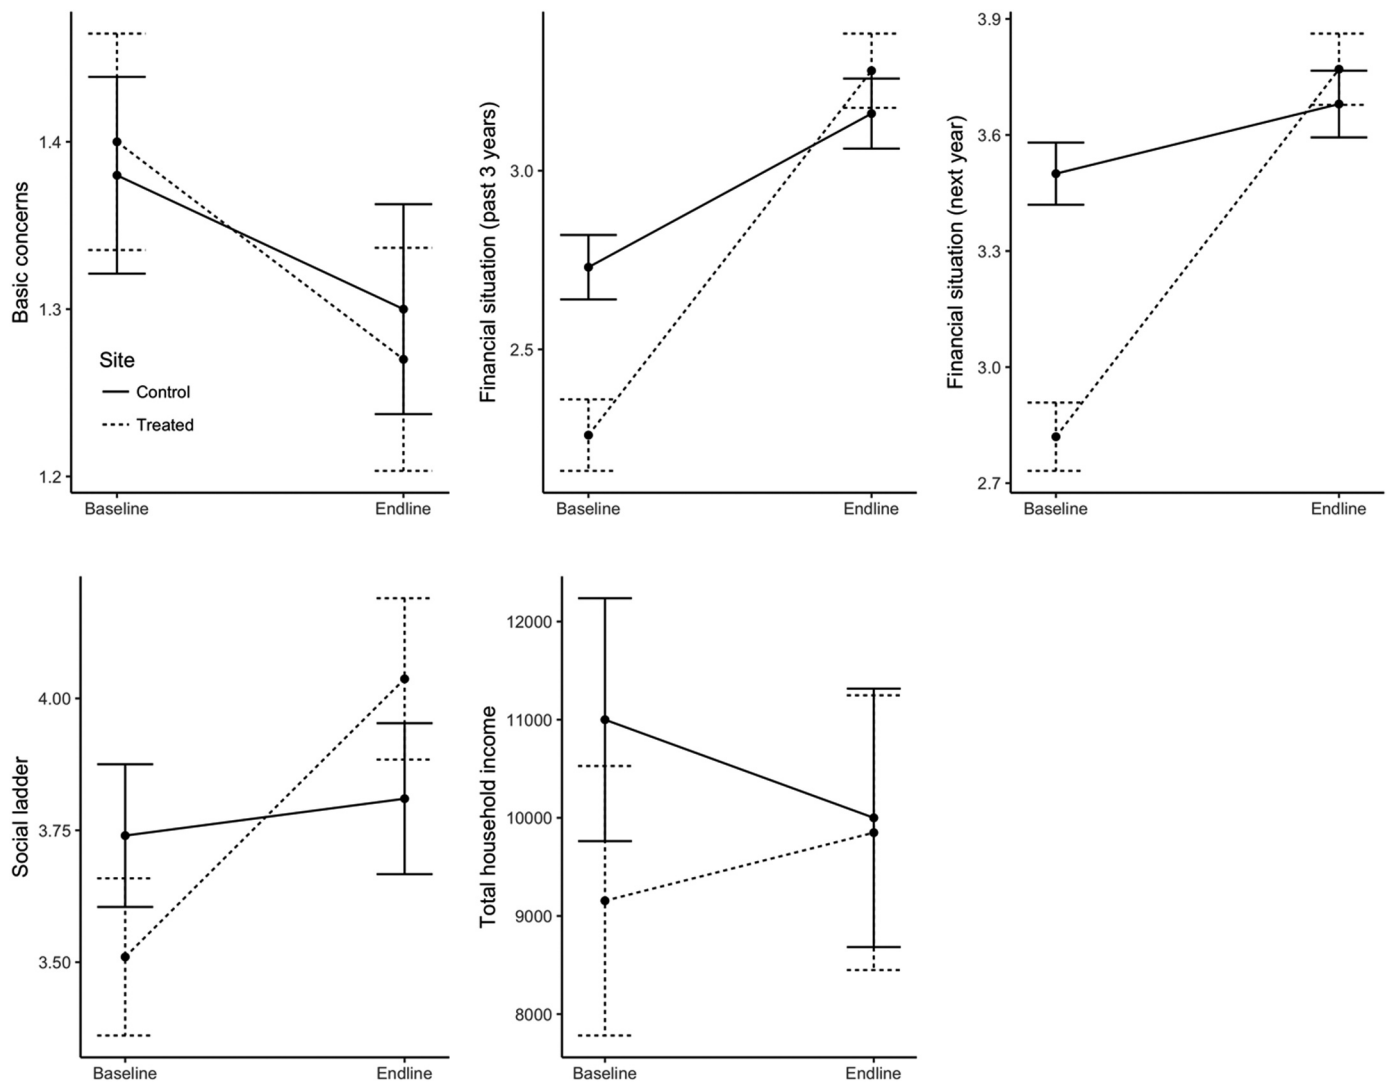 Basic concerns
1.4
1.3
1.2
Site
Control
Treated
Baseline
Endline
Financial situation (past 3 years)
3.0
2.5
Baseline
Endline
Financial situation (next year)
3.9
3.6
3.3
3.0
2.7
Baseline
Endline
Social ladder
4.00
3.75
3.50
Baseline
Endline
Total household income
12000
11000
10000
9000
8000
Baseline
Endline